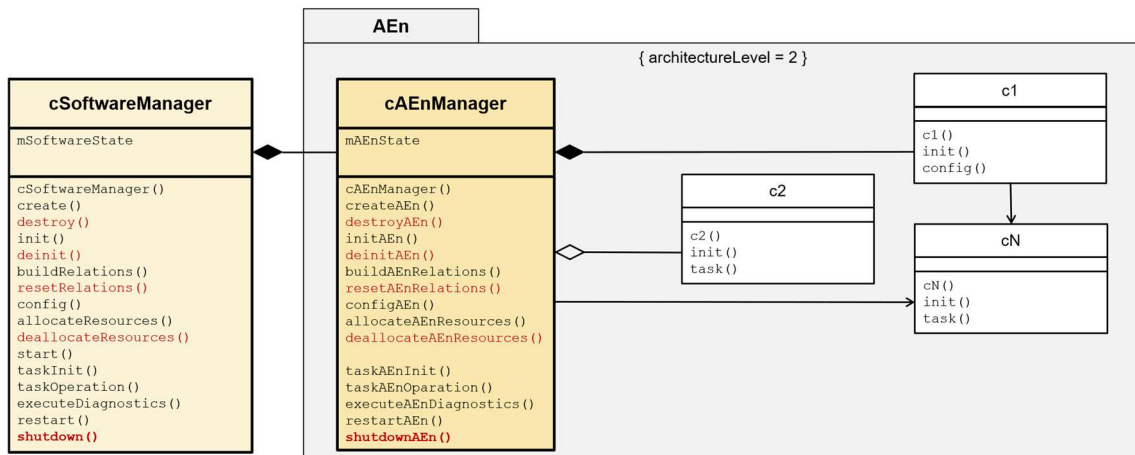 AEn
{ architectureLevel = 2 }
cSoftwareManager
mSoftwareState
cSoftwareManager()
create()
destroy()
init()
deinit()
buildRelations()
resetRelations()
config()
allocateResources()
deallocateResources()
start()
taskInit()
taskOperation()
executeDiagnostics()
restart()
shutdown()
cAEnManager
mAEnState
cAEnManager()
createAEn()
destroyAEn()
initAEn()
deinitAEn()
buildAEnRelations()
resetAEnRelations()
configAEn()
allocateAEnResources()
deallocateAEnResources()
taskAEnInit()
taskAEnOparation()
executeAEnDiagnostics()
restartAEn()
shutdownAEn()
c1
c1()
init()
config()
c2
c2()
init()
task()
cN
cN()
init()
task()